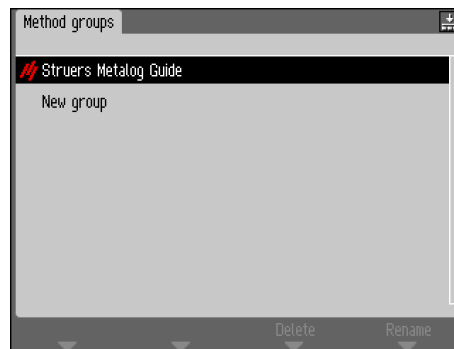 Method groups
Struers Metalog Guide
New group
Delete Rename